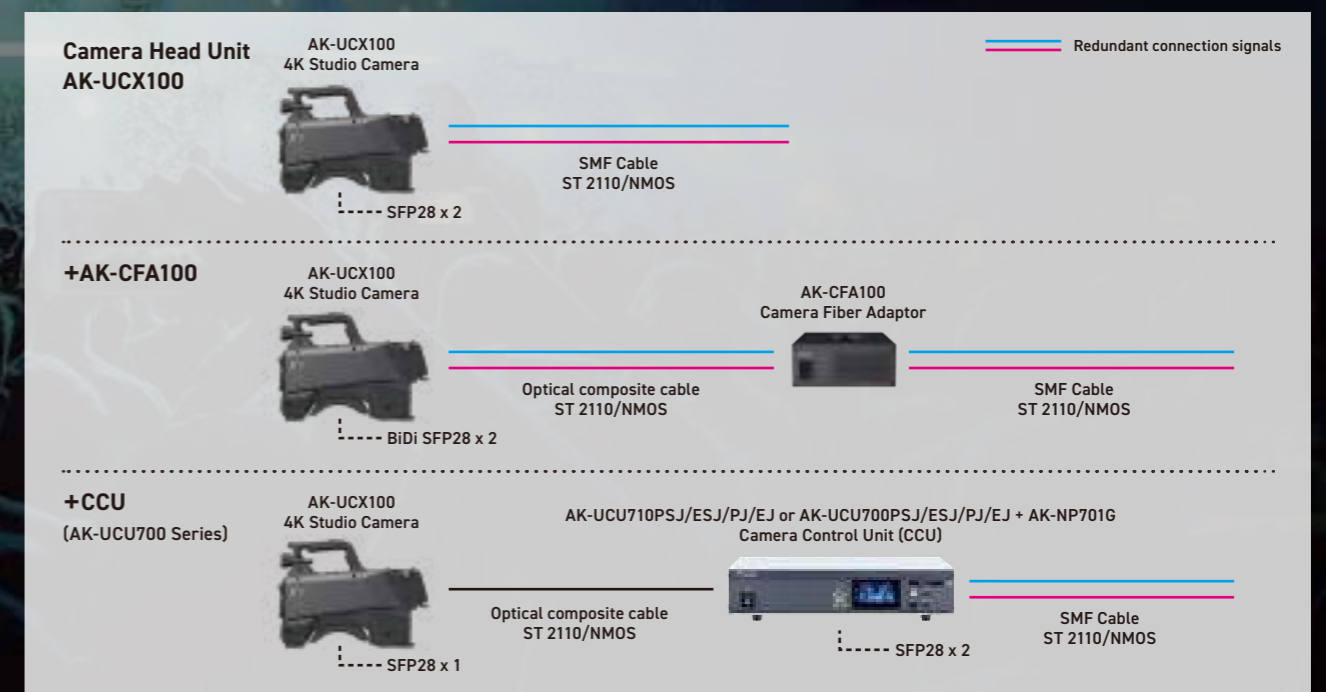 Camera Head Unit
AK-UCX100
AK-UCX100
4K Studio Camera
Redundant connection signals
SMF Cable
ST 2110/NMOS
SFP28 x 2
+AK-CFA100
AK-UCX100
4K Studio Camera
AK-CFA100
Camera Fiber Adaptor
Optical composite cable
ST 2110/NMOS
SMF Cable
ST 2110/NMOS
BiDi SFP28 x 2
+CCU
(AK-UCU700 Series)
AK-UCX100
4K Studio Camera
AK-UCU710PSJ/ESJ/PJ/EJ or AK-UCU700PSJ/ESJ/PJ/EJ + AK-NP701G
Camera Control Unit (CCU)
Optical composite cable
ST 2110/NMOS
SMF Cable
ST 2110/NMOS
SFP28 x 1
SFP28 x 2